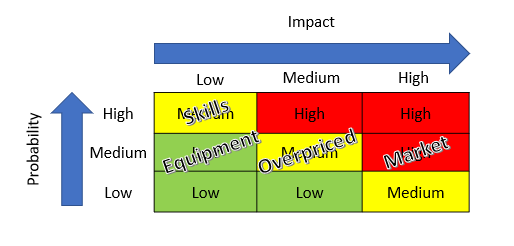 Impact
Low Medium High
Probability
High Medium Skills High High
Medium Equipment Medium Overpriced Market
Low Low Low Medium